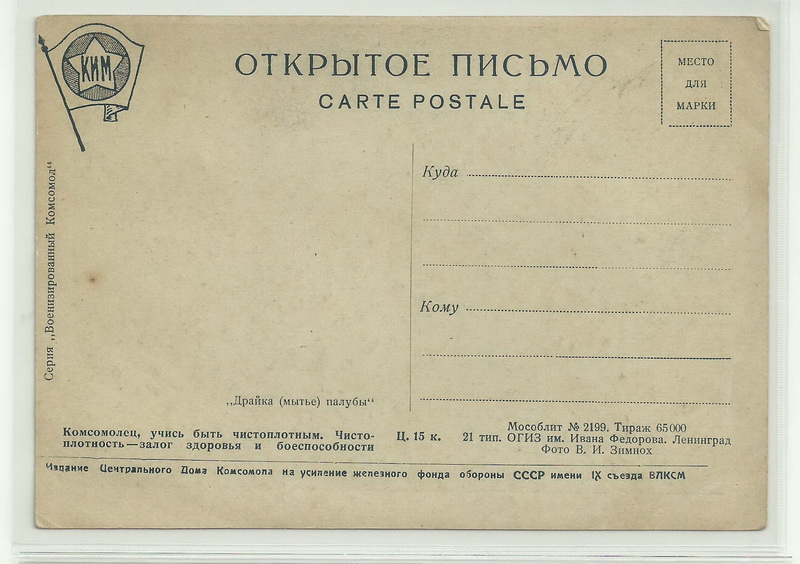 КИМ
ОТКРЫТОЕ ПИСЬМО
CARTE POSTALE
МЕСТО
ДЛЯ
МАРКИ
Серия „Военизированный Комсомол“
Куда
Кому
„Драйка (мытье) палубы“
Комсомолец, учись быть чистоплотным. Чисто-
плотность—залог здоровья и боеспособности
Ц. 15 к.
Мособлит № 2199. Тираж 65000
21 тип. ОГИЗ им. Ивана Федорова. Ленинград
Фото В. И. Зимнох
Издание Центрального Дома Комсомола на усиление железного фонда обороны СССР имени IX съезда ВЛКСМ